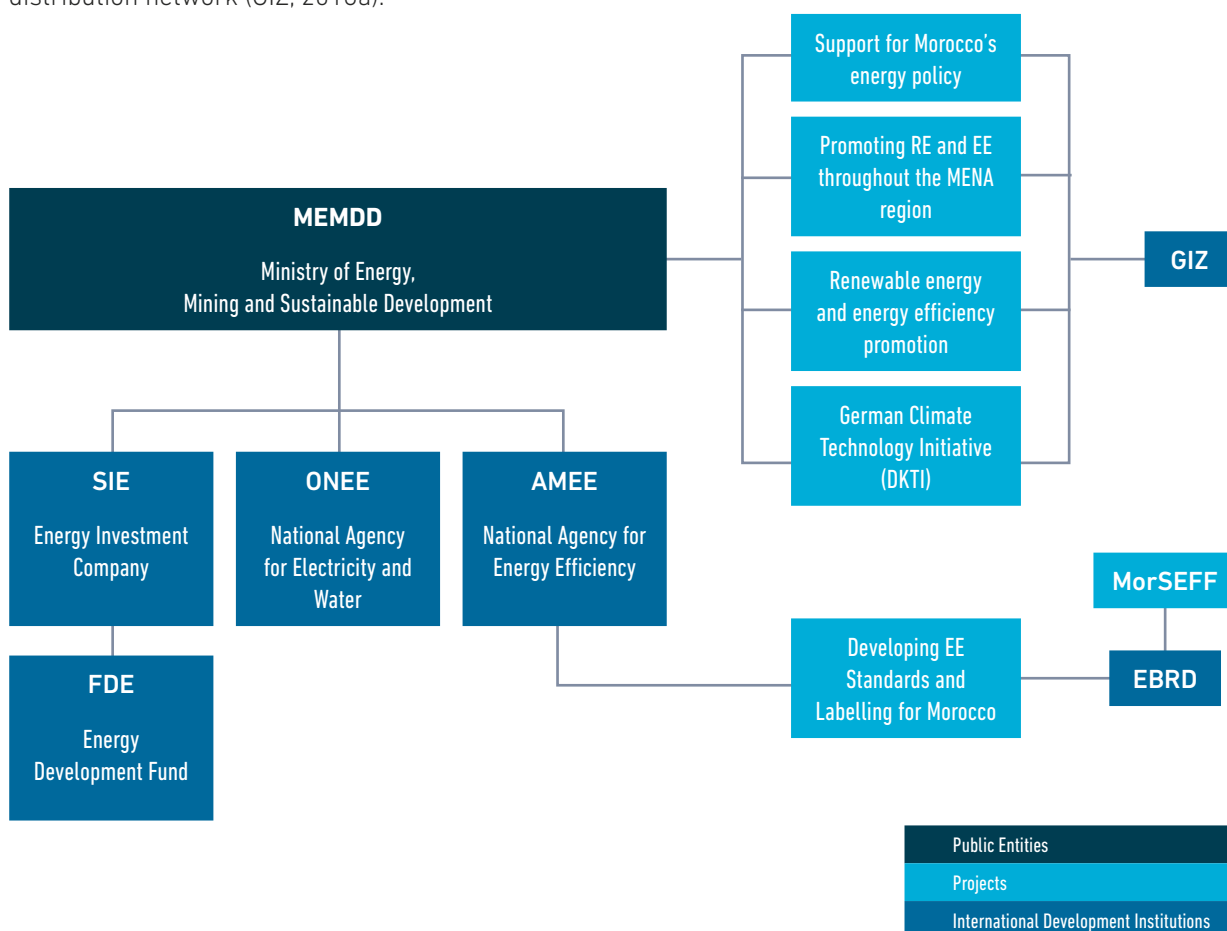 distribution network (GIZ, 2016a).
Support for Morocco's
energy policy
Promoting RE and EE
throughout the MENA
region
MEMDD
Ministry of Energy,
Mining and Sustainable Development
GIZ
Renewable energy
and energy efficiency
promotion
German Climate
Technology Initiative
(DKTI)
SIE
Energy Investment
Company
ONEE
National Agency
for Electricity and
Water
AMEE
National Agency for
Energy Efficiency
MorSEFF
Developing EE
Standards and
Labelling for Morocco
EBRD
FDE
Energy
Development Fund
Public Entities
Projects
International Development Institutions